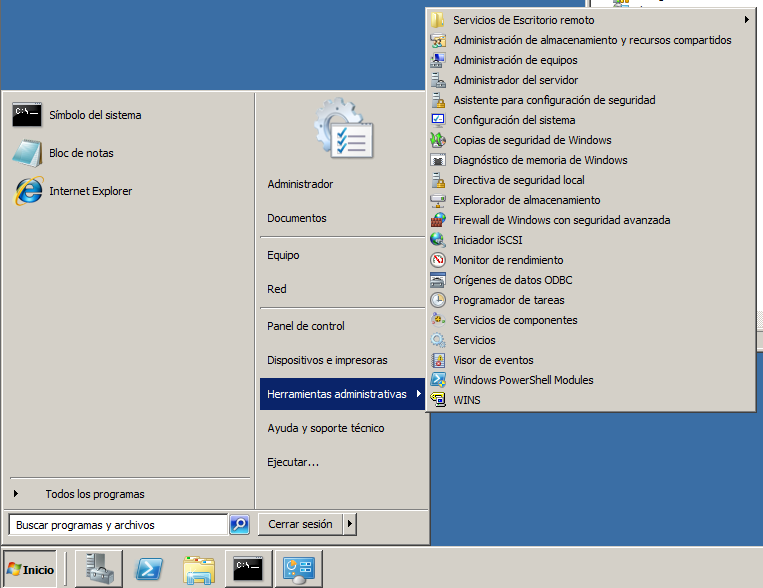 Símbolo del sistema
Bloc de notas
Internet Explorer
Todos los programas
Buscar programas y archivos
Administrador
Documentos
Equipo
Red
Panel de control
Dispositivos e impresoras
Herramientas administrativas
Ayuda y soporte técnico
Ejecutar...
Cerrar sesión
Servicios de Escritorio remoto
Administración de almacenamiento y recursos compartidos
Administración de equipos
Administrador del servidor
Asistente para configuración de seguridad
Configuración del sistema
Copias de seguridad de Windows
Diagnóstico de memoria de Windows
Directiva de seguridad local
Explorador de almacenamiento
Firewall de Windows con seguridad avanzada
Iniciador iSCSI
Monitor de rendimiento
Orígenes de datos ODBC
Programador de tareas
Servicios de componentes
Servicios
Visor de eventos
Windows PowerShell Modules
WINS
Inicio